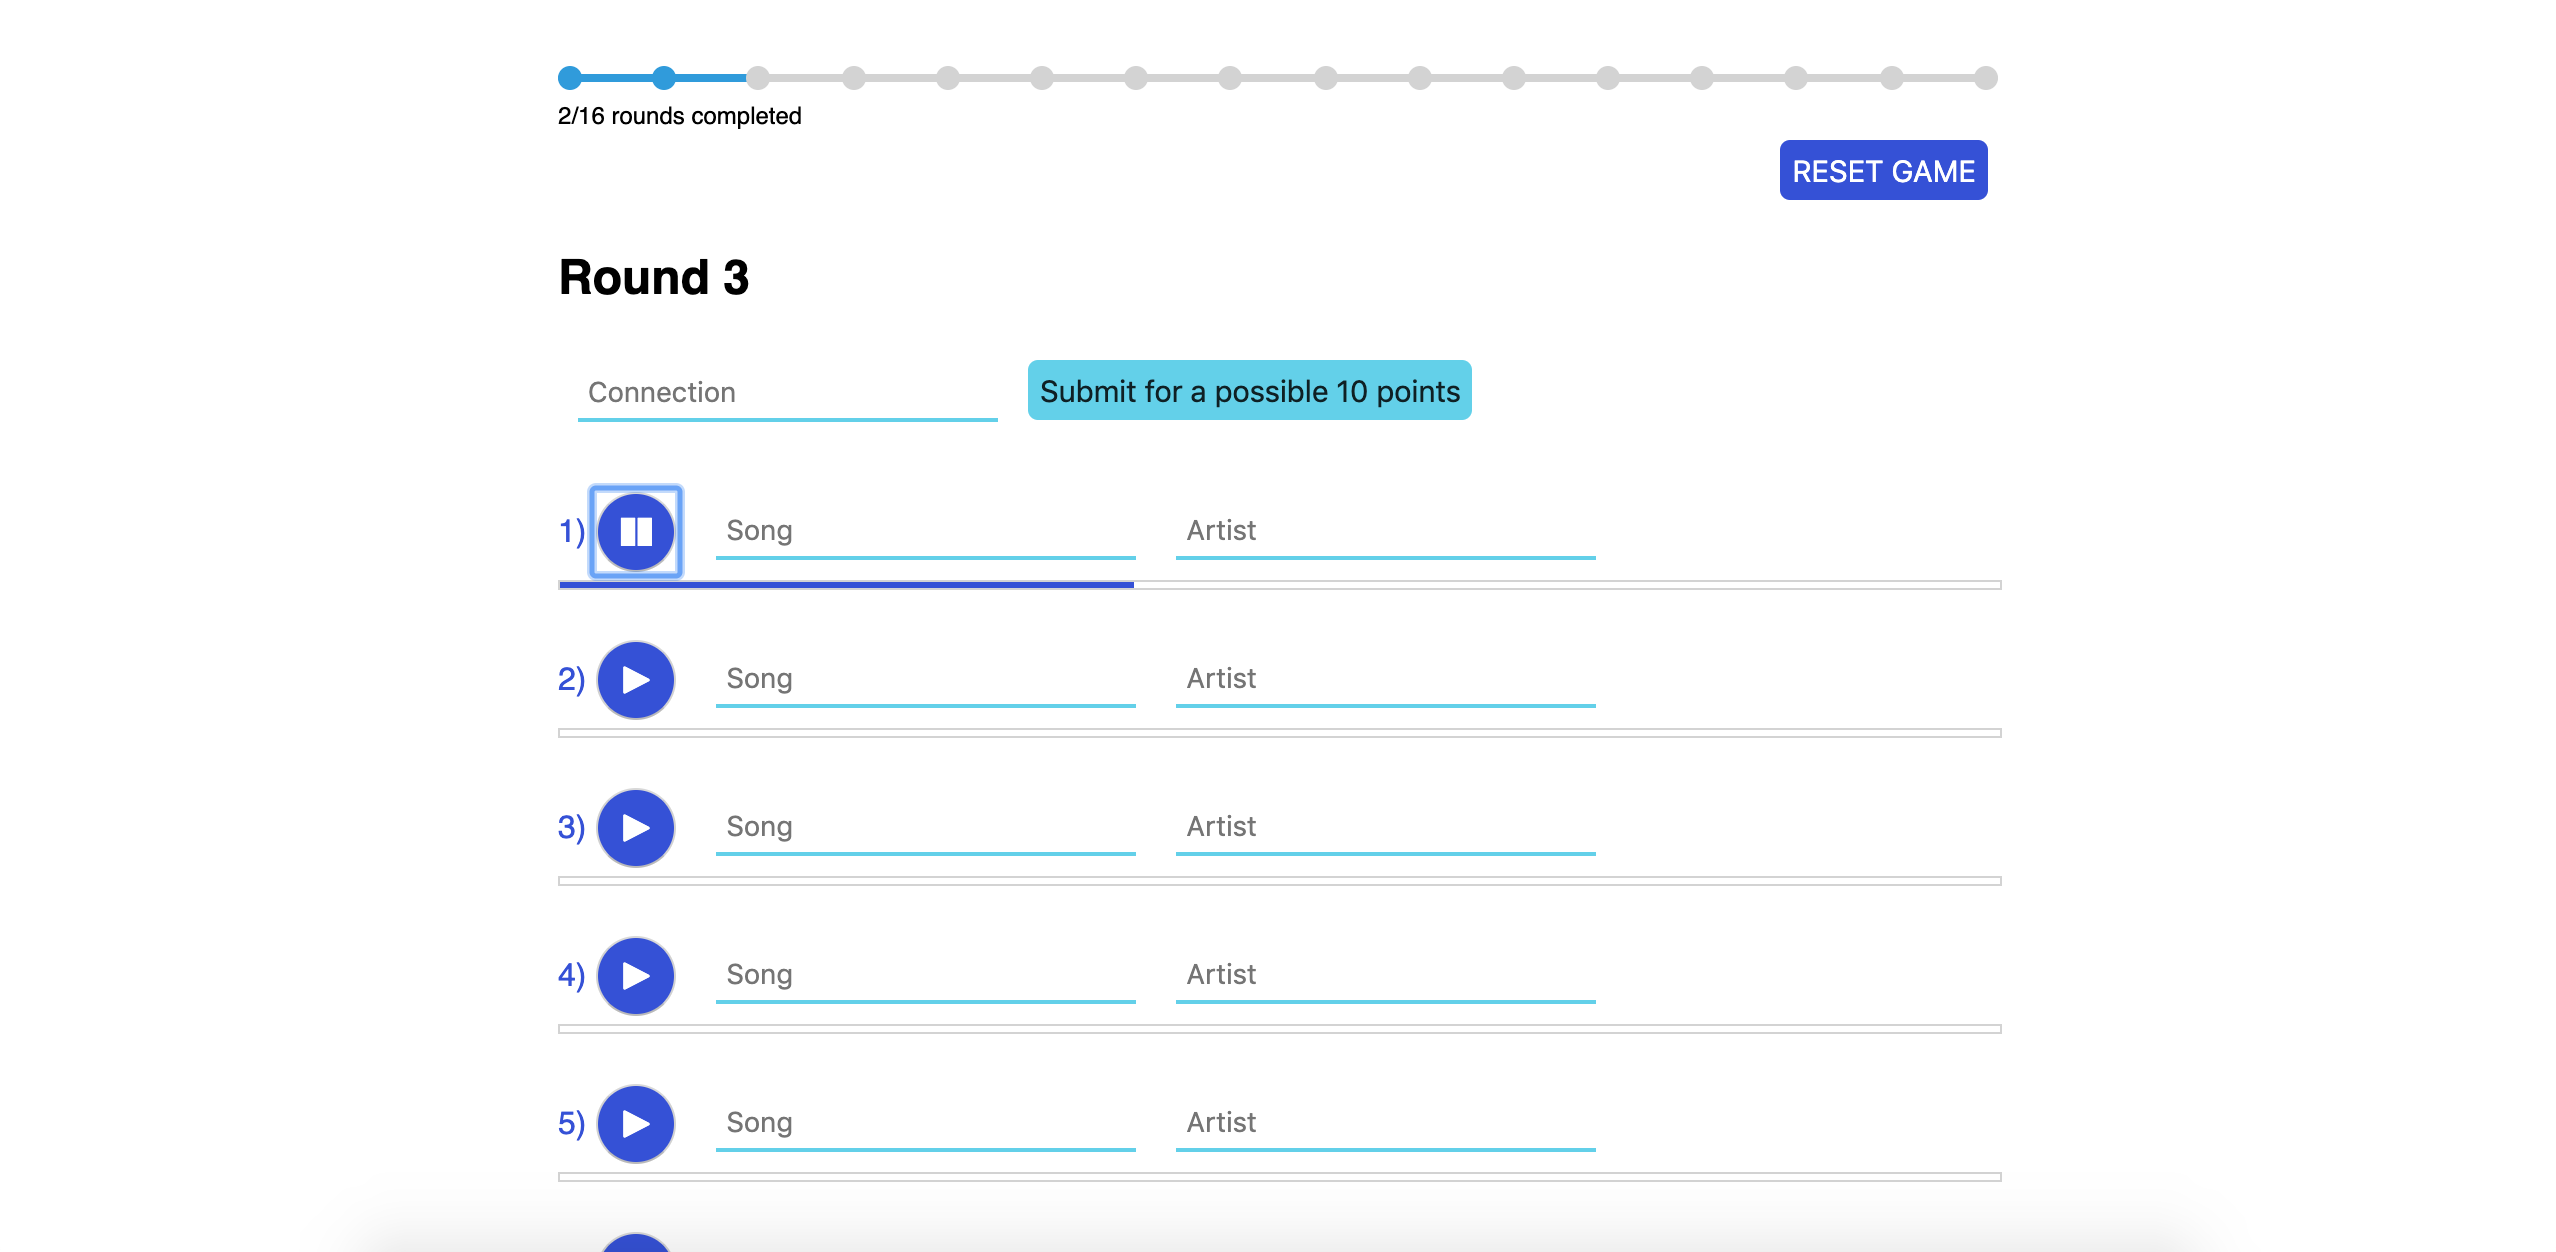 2/16 rounds completed
RESET GAME
Round 3
Connection
Submit for a possible 10 points
1) Song Artist
2) Song Artist
3) Song Artist
4) Song Artist
5) Song Artist